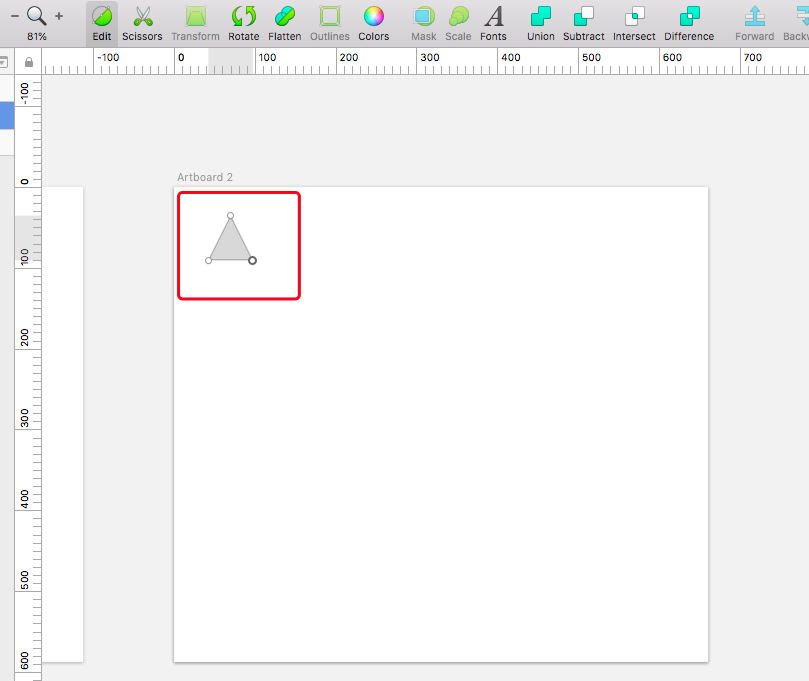 81%
Edit
Scissors
Transform
Rotate
Flatten
Outlines
Colors
Mask
Scale
Fonts
Union
Subtract
Intersect
Difference
Forward
Backw
-100
0
100
200
300
400
500
600
700
-100
0
100
200
300
400
500
600
Artboard 2